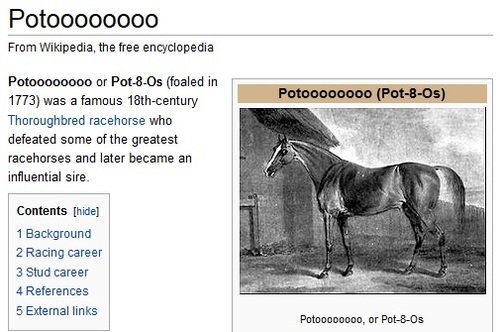 Potoooooooo
From Wikipedia, the free encyclopedia
Potoooooooo or Pot-8-Os (foaled in
1773) was a famous 18th-century
Thoroughbred racehorse who
defeated some of the greatest
racehorses and later became an
influential sire.
Contents [hide]
1 Background
2 Racing career
3 Stud career
4 References
5 External links
Potoooooooo (Pot-8-Os)
Potoooooooo, or Pot-8-Os